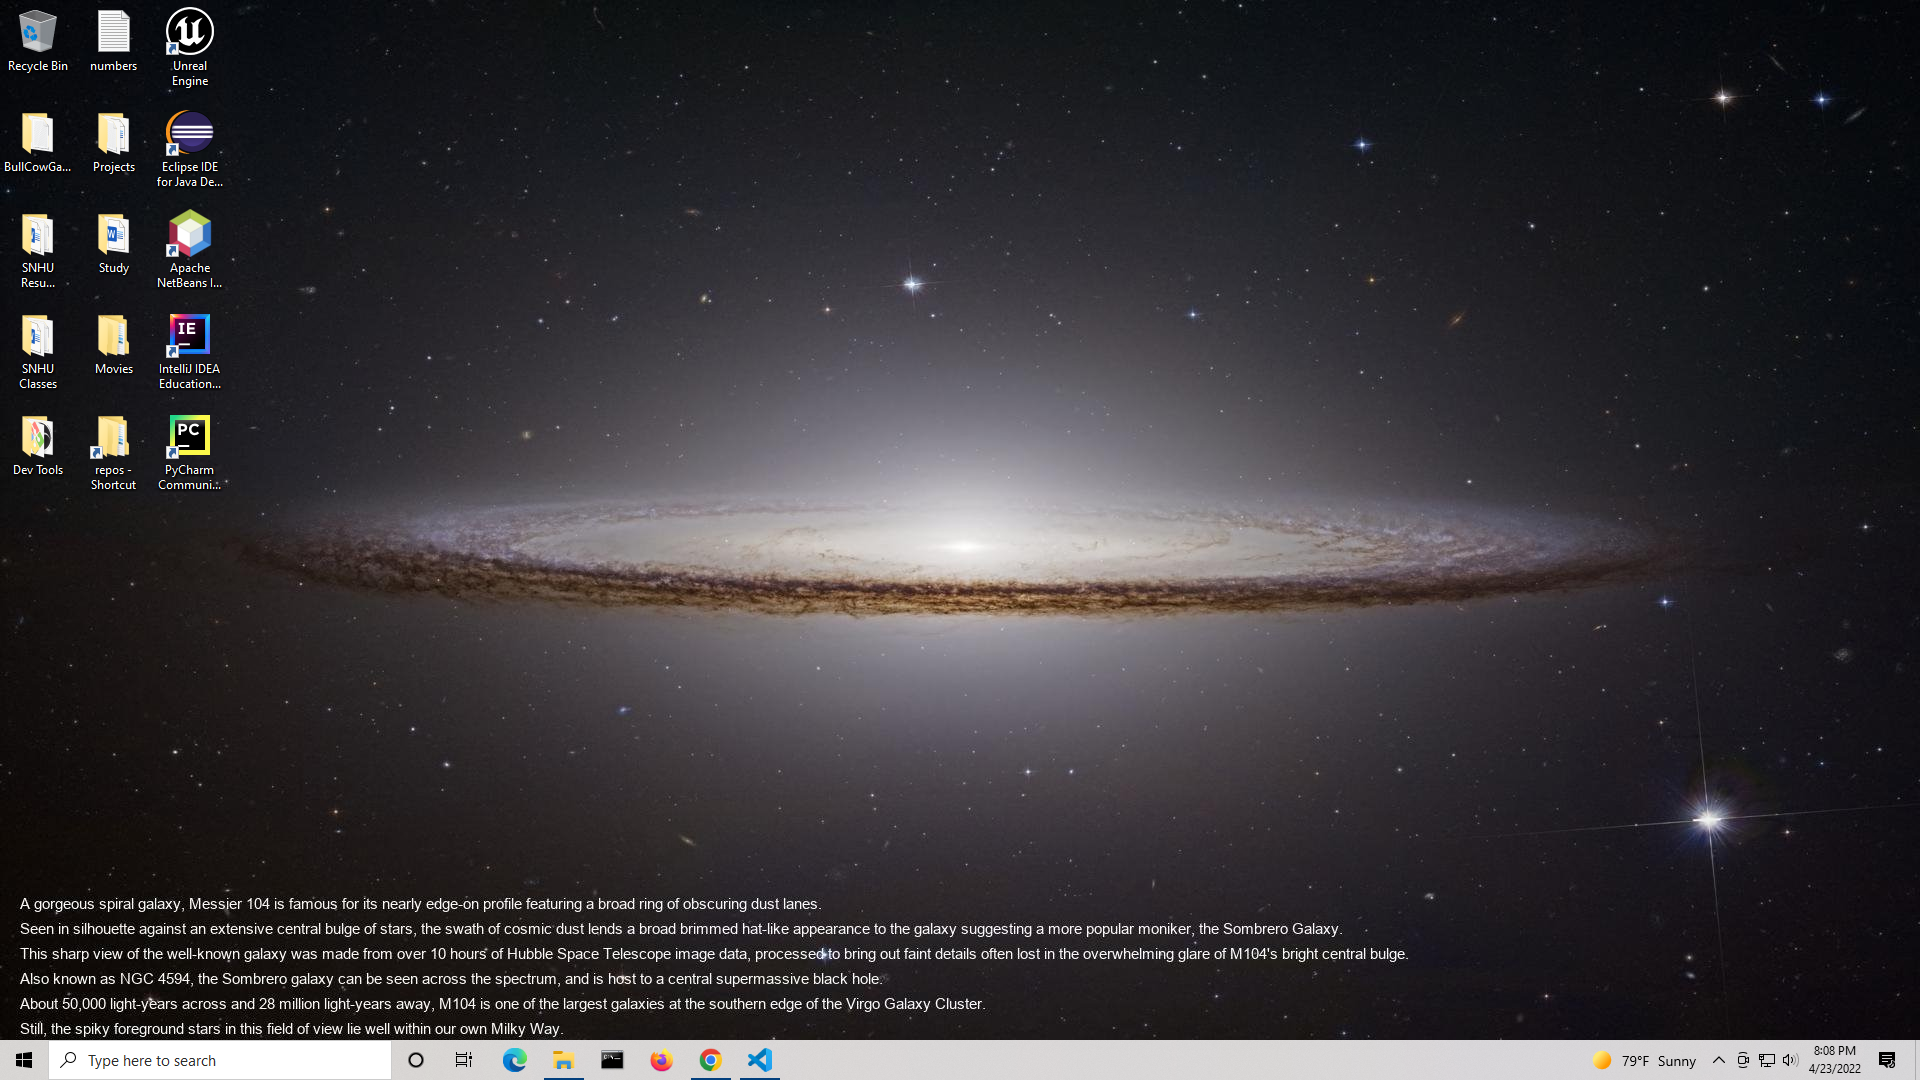 Recycle Bin
numbers
Unreal
Engine
BullCowGa...
Projects
Eclipse IDE
for Java De...
SNHU
Resu...
Study
Apache
NetBeans I...
SNHU
Classes
Movies
IE
IntelliJ IDEA
Education...
Dev Tools
repos -
Shortcut
PC
PyCharm
Communi...
A gorgeous spiral galaxy, Messier 104 is famous for its nearly edge-on profile featuring a broad ring of obscuring dust lanes.
Seen in silhouette against an extensive central bulge of stars, the swath of cosmic dust lends a broad brimmed hat-like appearance to the galaxy suggesting a more popular moniker, the Sombrero Galaxy.
This sharp view of the well-known galaxy was made from over 10 hours of Hubble Space Telescope image data, processed to bring out faint details often lost in the overwhelming glare of M104's bright central bulge.
Also known as NGC 4594, the Sombrero galaxy can be seen across the spectrum, and is host to a central supermassive black hole.
About 50,000 light-years across and 28 million light-years away, M104 is one of the largest galaxies at the southern edge of the Virgo Galaxy Cluster.
Still, the spiky foreground stars in this field of view lie well within our own Milky Way.
Type here to search
79°F Sunny
8:08 PM
4/23/2022